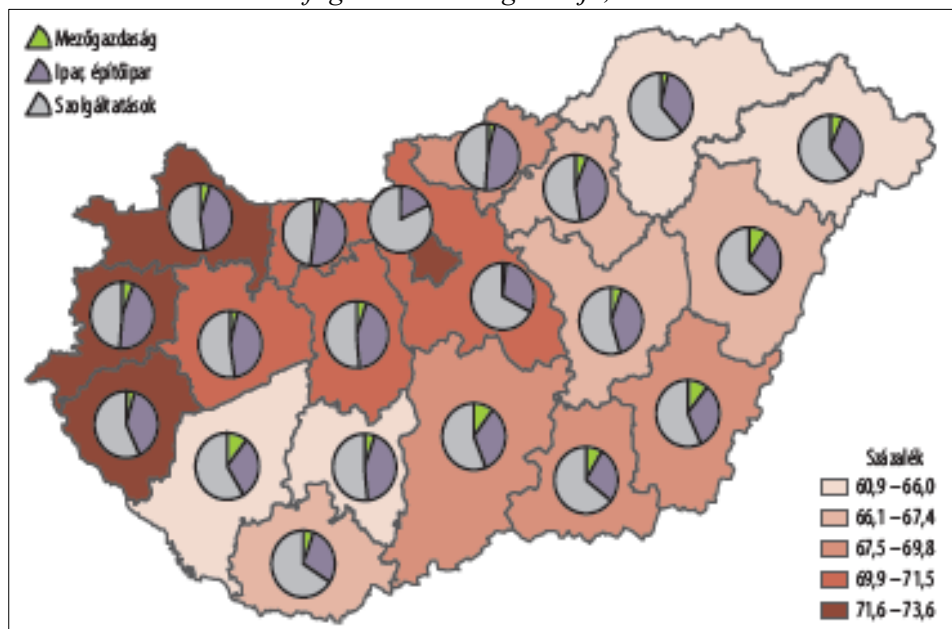 Mezőgazdaság
Ipar, építőipar
Szolgáltatások
Százalék
60,9 – 66,0
66,1 – 67,4
67,5 – 69,8
69,9 – 71,5
71,6 – 73,6